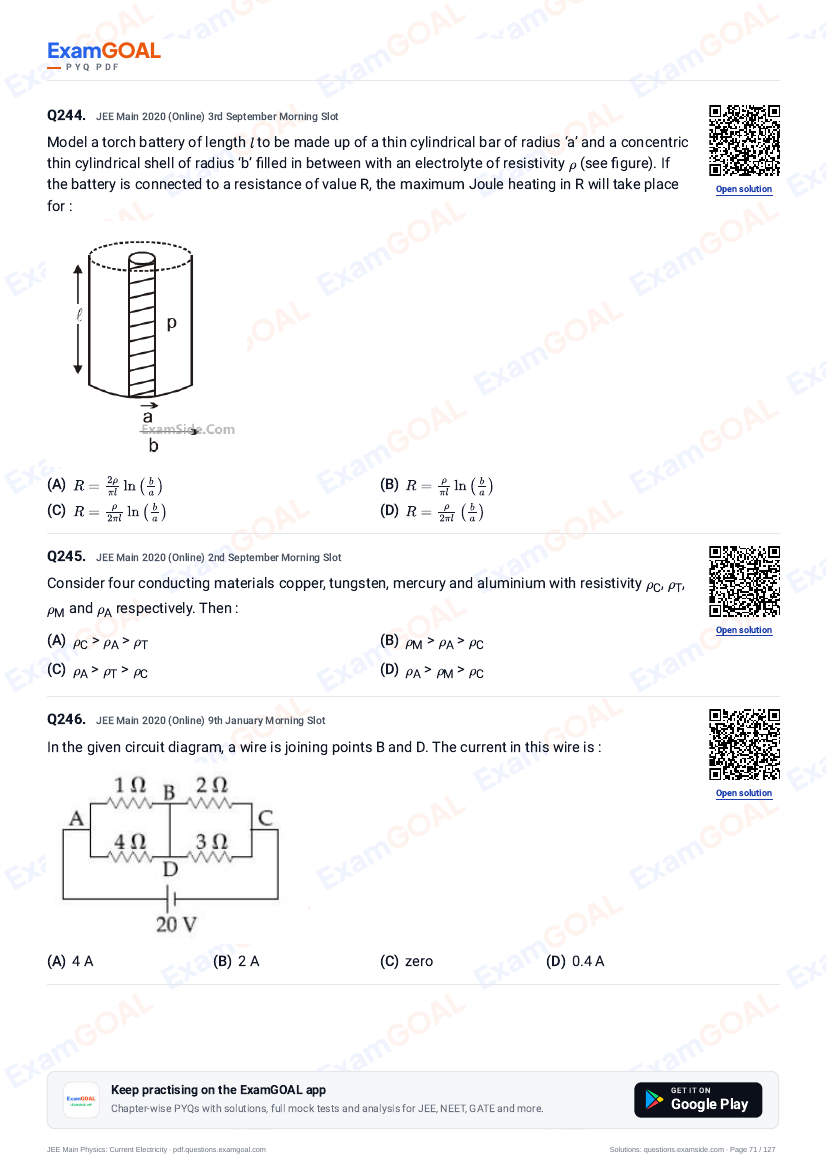 ExamGOAL
PYQ PDF
Q244. JEE Main 2020 (Online) 3rd September Morning Slot
Model a torch battery of length l to be made up of a thin cylindrical bar of radius ‘a’ and a concentric
thin cylindrical shell of radius ‘b’ filled in between with an electrolyte of resistivity ρ (see figure). If
the battery is connected to a resistance of value R, the maximum Joule heating in R will take place
for :
Open solution
ℓ
p
a
ExamSide.Com
b
(A) R = 2ρ/πl ln (b/a) (B) R = ρ/πl ln (b/a)
(C) R = ρ/2πl ln (b/a) (D) R = ρ/2πl (b/a)
Q245. JEE Main 2020 (Online) 2nd September Morning Slot
Consider four conducting materials copper, tungsten, mercury and aluminium with resistivity ρC, ρT,
ρM and ρA respectively. Then :
Open solution
(A) ρC > ρA > ρT (B) ρM > ρA > ρC
(C) ρA > ρT > ρC (D) ρA > ρM > ρC
Q246. JEE Main 2020 (Online) 9th January Morning Slot
In the given circuit diagram, a wire is joining points B and D. The current in this wire is :
Open solution
1 Ω B 2 Ω
A C
4 Ω 3 Ω
D
20 V
(A) 4 A (B) 2 A (C) zero (D) 0.4 A
ExamGOAL
Keep practising on the ExamGOAL app
Chapter-wise PYQs with solutions, full mock tests and analysis for JEE, NEET, GATE and more.
GET IT ON
Google Play
JEE Main Physics: Current Electricity · pdf.questions.examgoal.com Solutions: questions.examside.com · Page 71 / 127